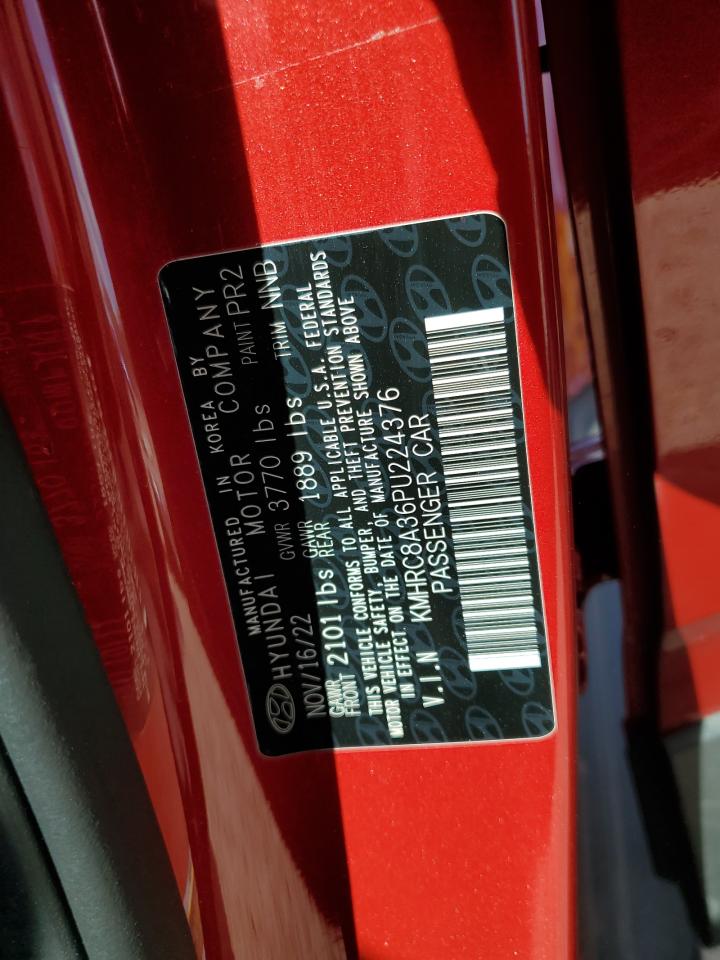 MANUFACTURED IN KOREA BY
HYUNDAI MOTOR COMPANY
NOV/16/22 GVWR 3770 lbs PAINT PR2
GAWR FRONT 2101 lbs GAWR REAR 1889 lbs TRIM NNB
THIS VEHICLE CONFORMS TO ALL APPLICABLE U.S.A. FEDERAL
MOTOR VEHICLE SAFETY, BUMPER, AND THEFT PREVENTION STANDARDS
IN EFFECT ON THE DATE OF MANUFACTURE SHOWN ABOVE
V.I.N KMHRC8A36PU224376
PASSENGER CAR